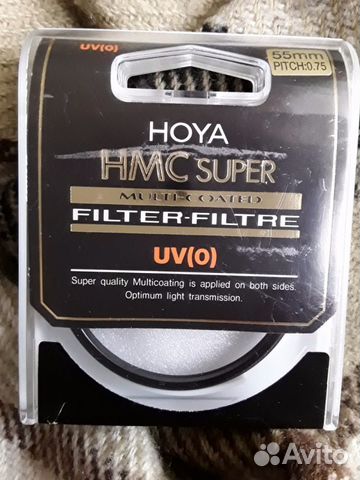 UV(0)
55mm
PITCH:0.75
HOYA
HMC SUPER
MULTI-COATED
FILTER-FILTRE
UV(0)
Super quality Multicoating is applied on both sides.
Optimum light transmission.
Avito